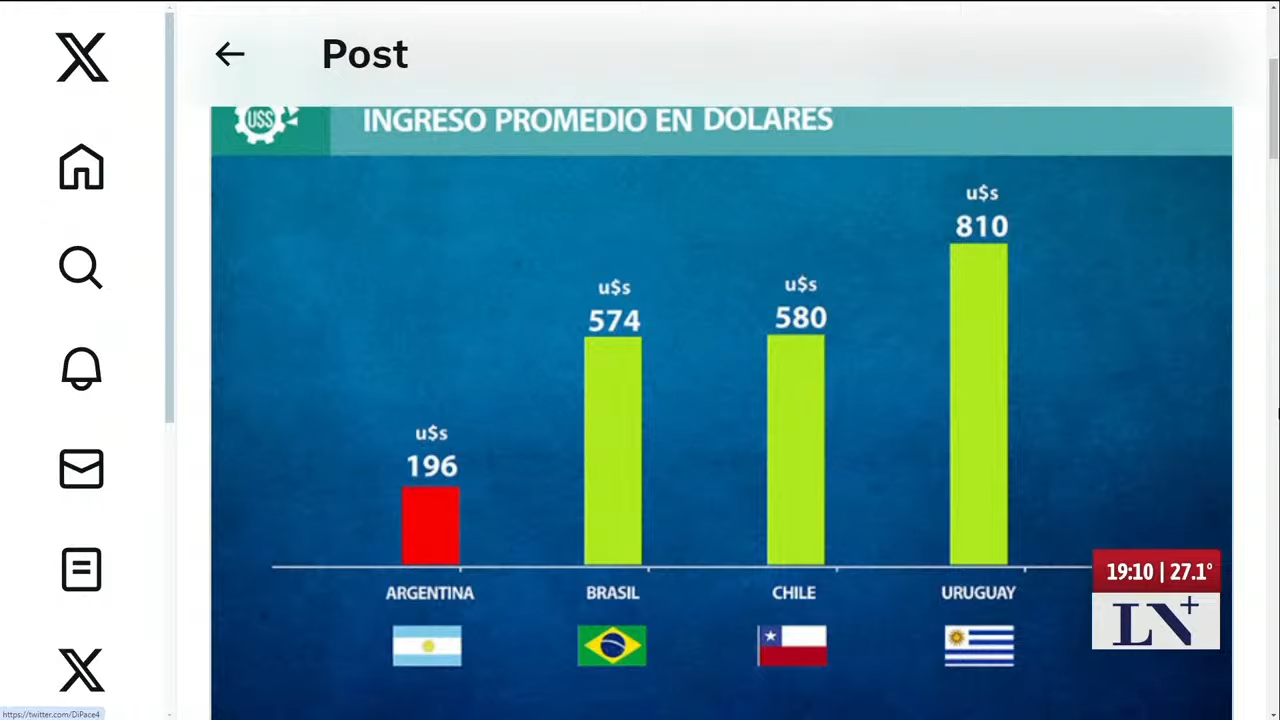 Post
U$S
INGRESO PROMEDIO EN DOLARES
u$s
810
u$s
574
u$s
580
u$s
196
ARGENTINA
BRASIL
CHILE
URUGUAY
19:10 | 27.1°
LN+
https://twitter.com/DiPace4